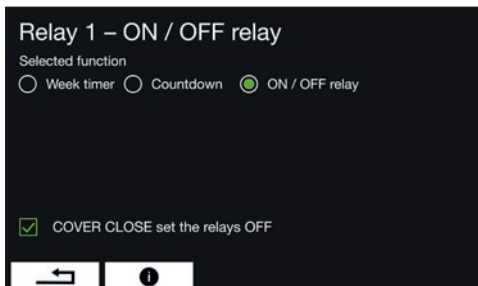 Relay 1 – ON / OFF relay
Selected function
Week timer Countdown ON / OFF relay
COVER CLOSE set the relays OFF